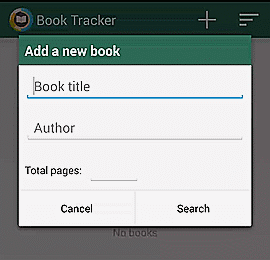 Book Tracker
Add a new book
Book title
Author
Total pages:
Cancel Search
No books